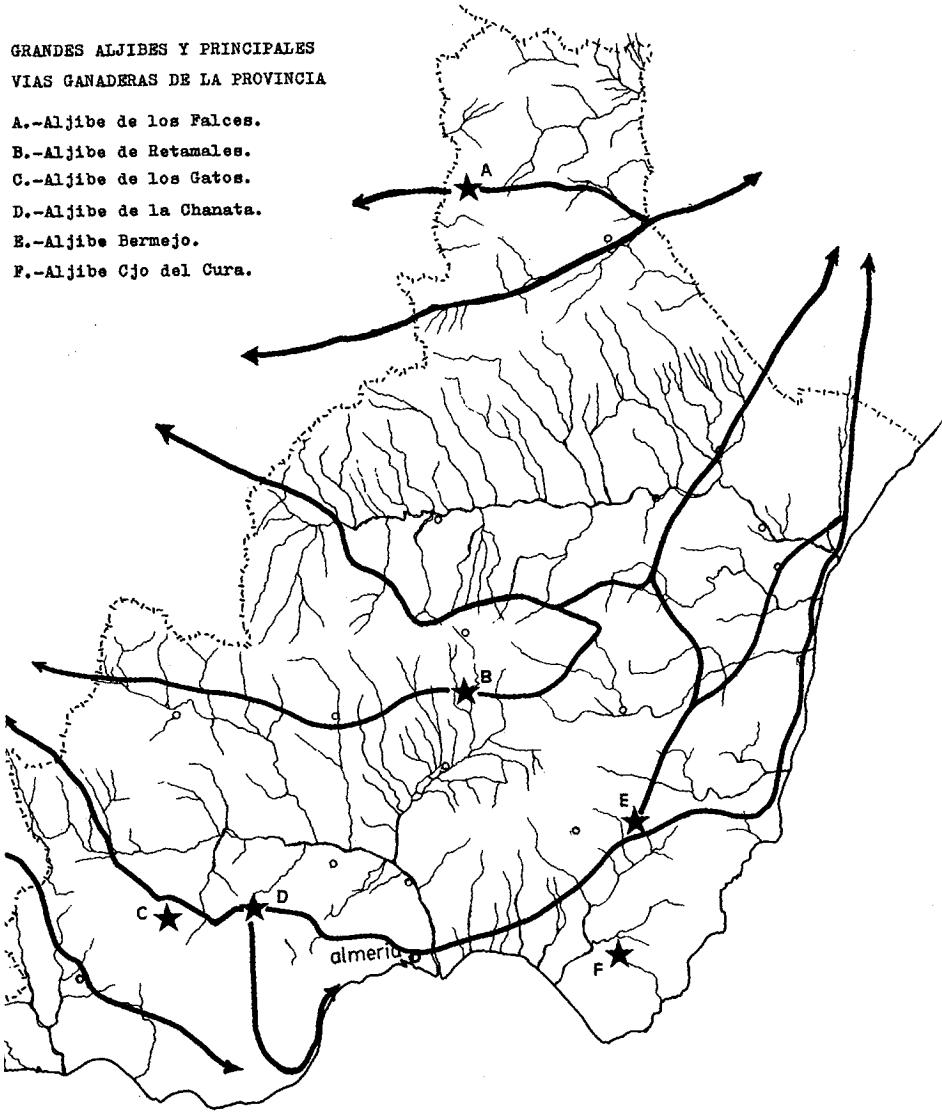 GRANDES ALJIBES Y PRINCIPALES
VIAS GANADERAS DE LA PROVINCIA
A.-Aljibe de los Falces.
B.-Aljibe de Retamales.
C.-Aljibe de los Gatos.
D.-Aljibe de la Chanata.
E.-Aljibe Bermejo.
F.-Aljibe Cjo del Cura.
A
B
E
C
D
almería
F